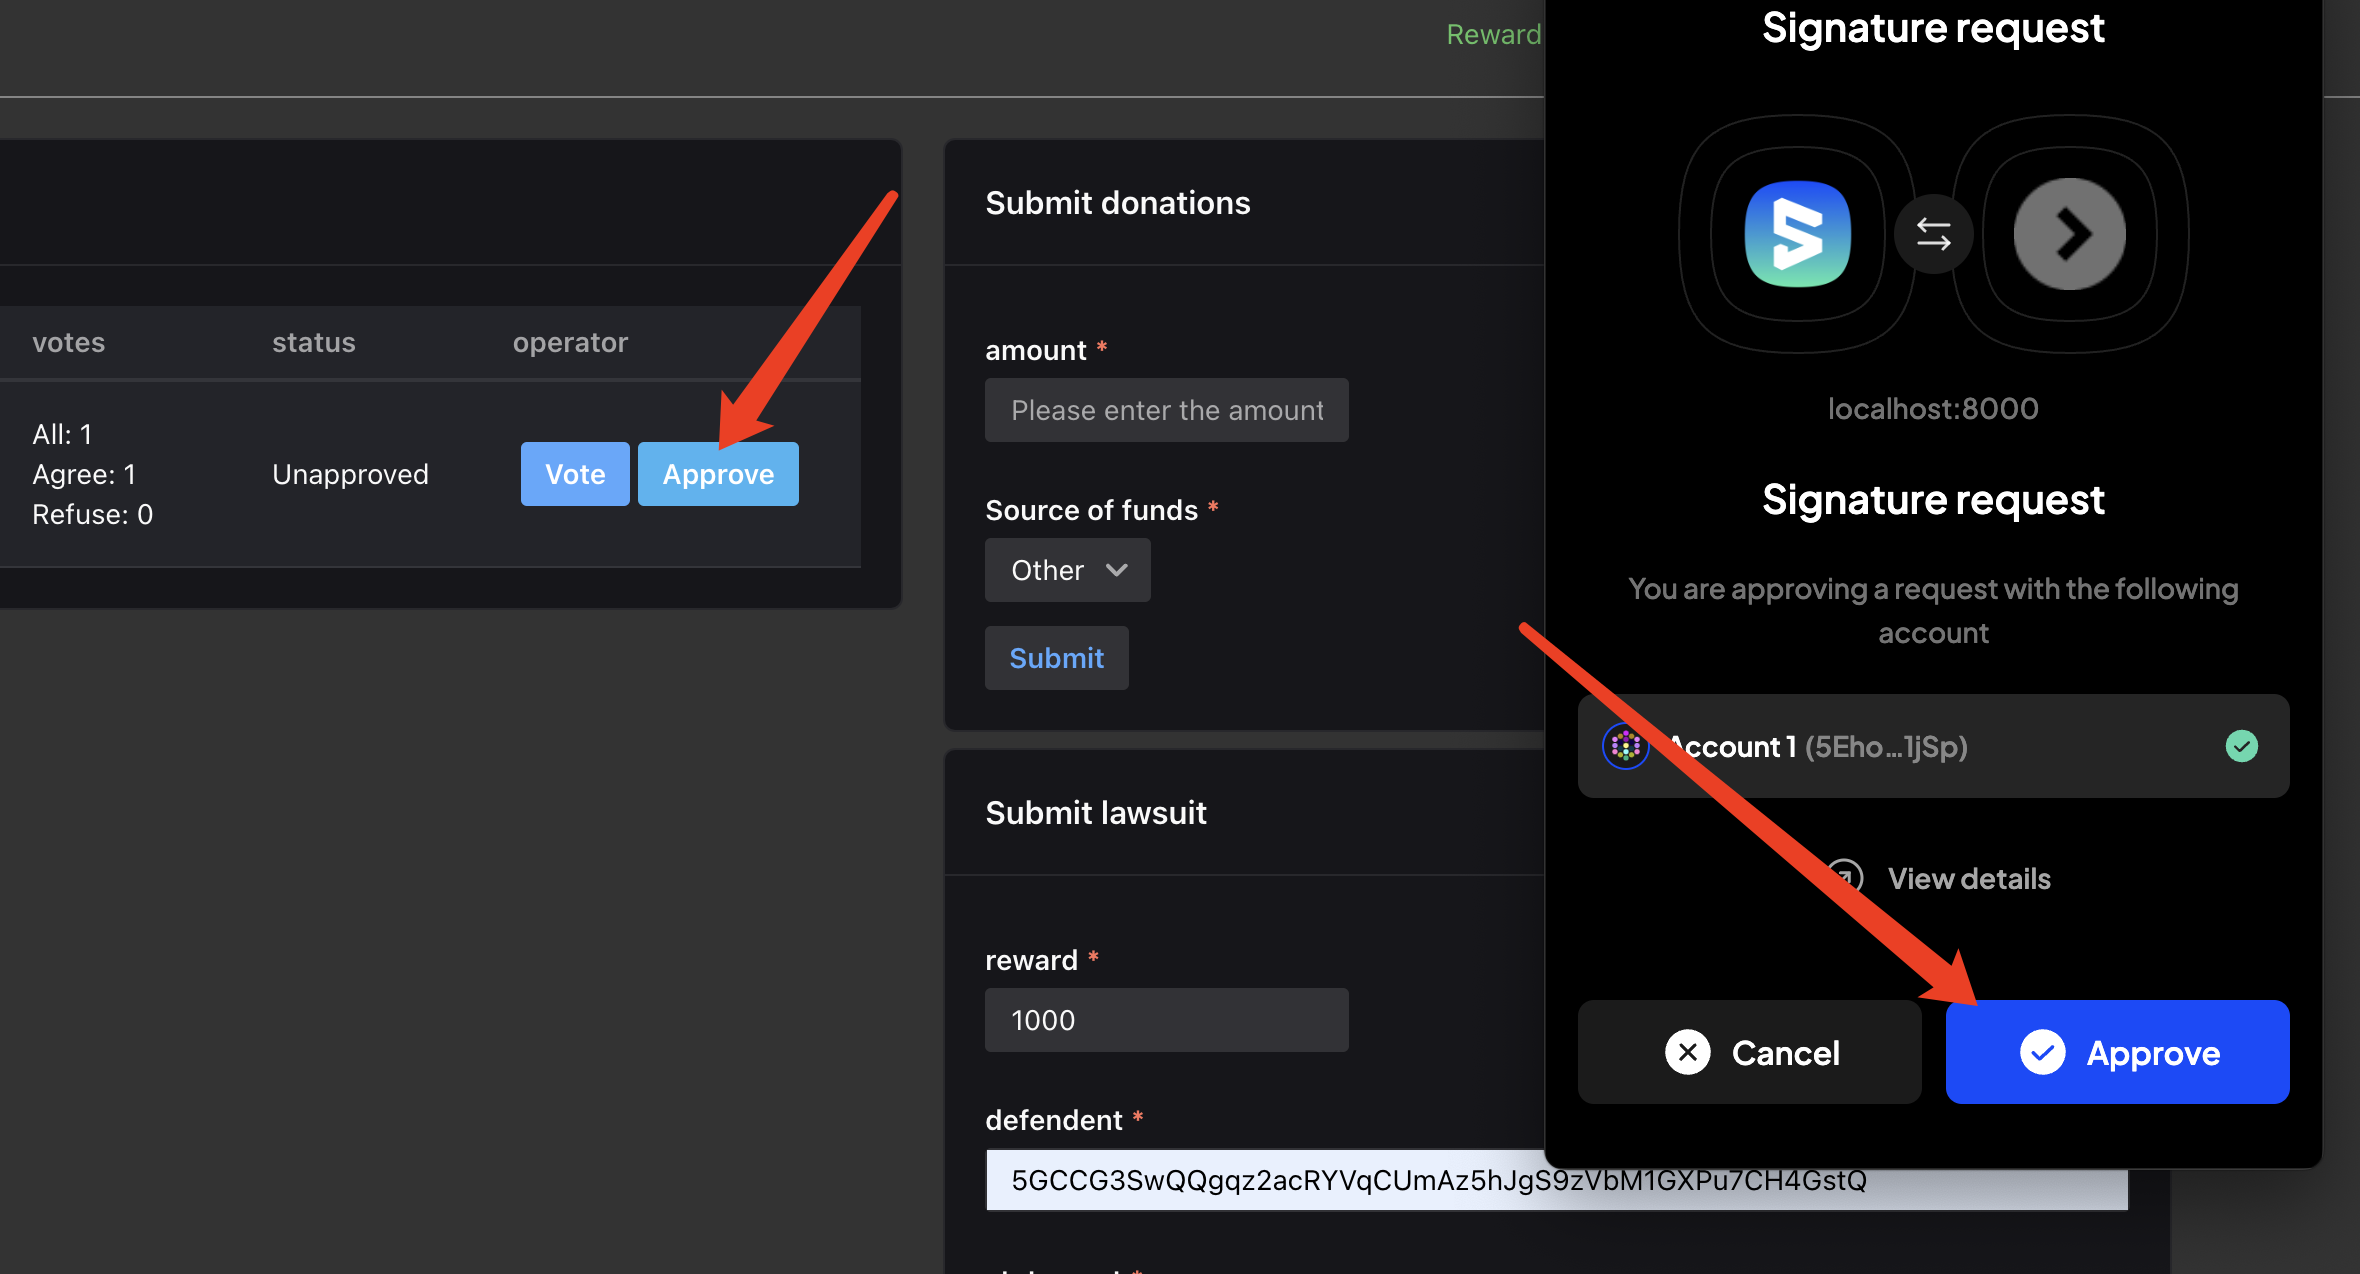 Reward
votes
status
operator
All: 1
Agree: 1
Refuse: 0
Unapproved
Vote
Approve
Submit donations
amount *
Please enter the amount
Source of funds *
Other
Submit
Submit lawsuit
reward *
1000
defendent *
5GCCG3SwQQgqz2acRYVqCUmAz5hJgS9zVbM1GXPu7CH4GstQ
Signature request
localhost:8000
Signature request
You are approving a request with the following
account
Account 1 (5Eho...1jSp)
View details
Cancel
Approve